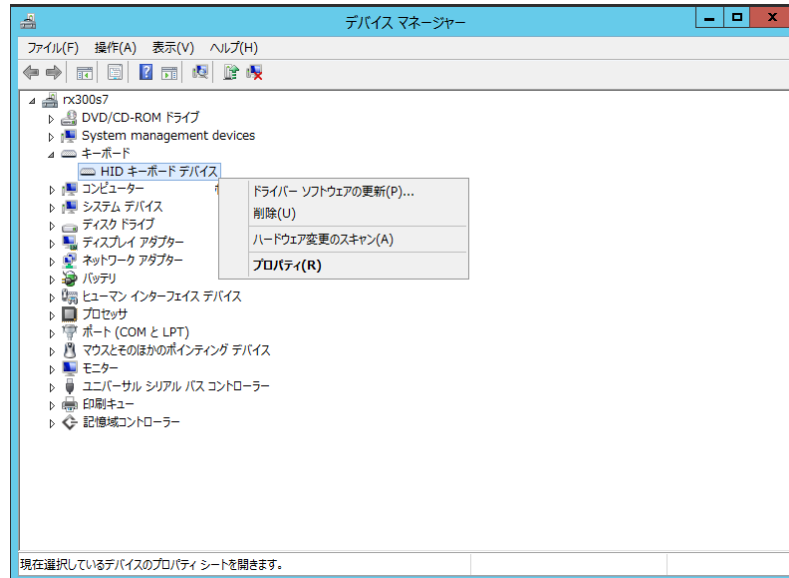 デバイス マネージャー
ファイル(F) 操作(A) 表示(V) ヘルプ(H)
rx300s7
DVD/CD-ROM ドライブ
System management devices
キーボード
HID キーボード デバイス
コンピューター
システム デバイス
ディスク ドライブ
ディスプレイ アダプター
ネットワーク アダプター
バッテリ
ヒューマン インターフェイス デバイス
プロセッサ
ポート (COM と LPT)
マウスとそのほかのポインティング デバイス
モニター
ユニバーサル シリアル バス コントローラー
印刷キュー
記憶域コントローラー
ドライバー ソフトウェアの更新(P)...
削除(U)
ハードウェア変更のスキャン(A)
プロパティ(R)
現在選択しているデバイスのプロパティ シートを開きます。